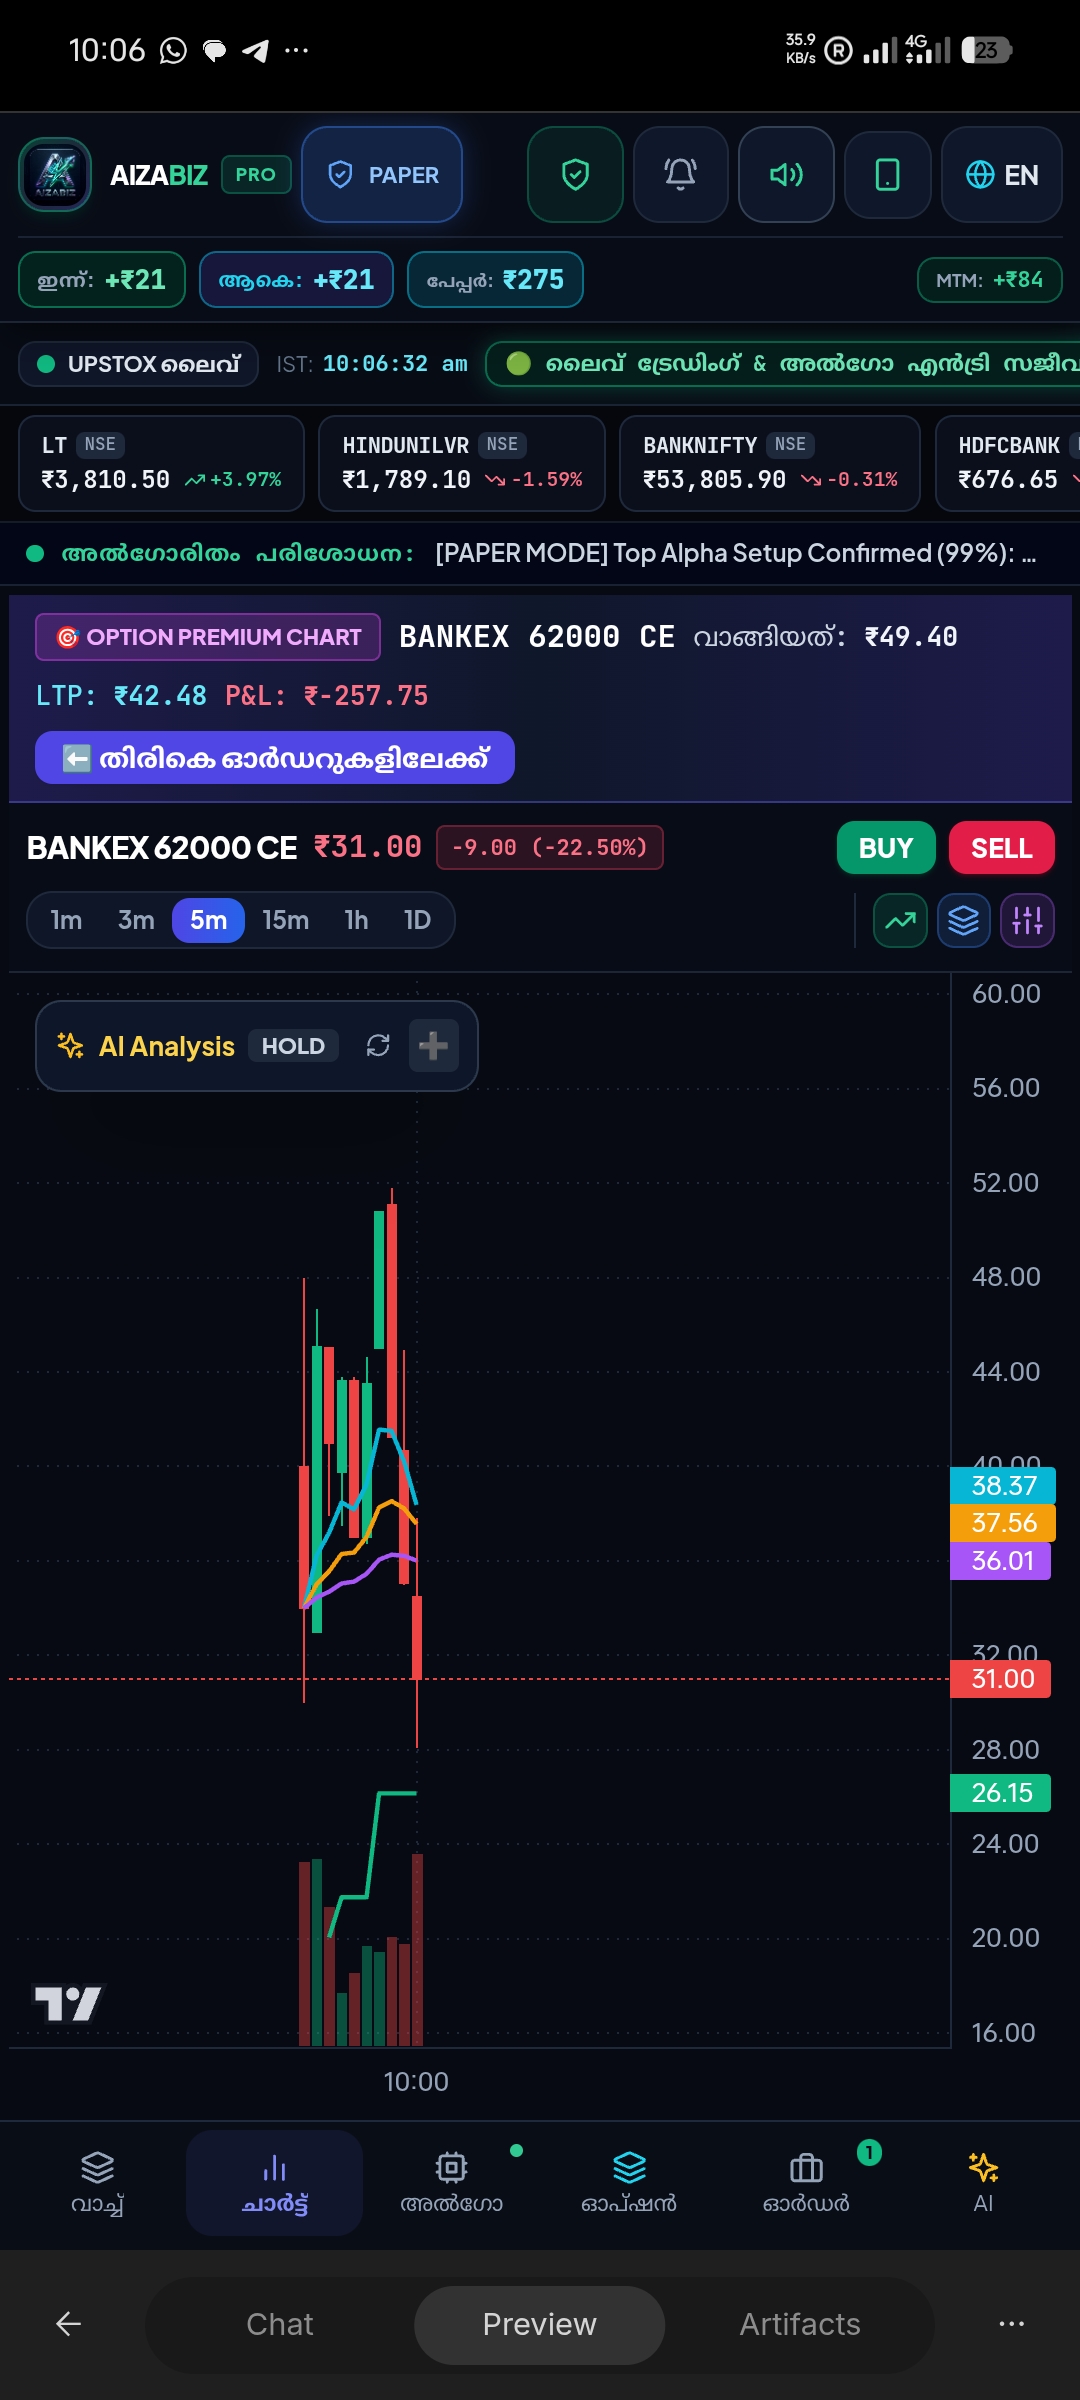 10:06 ... 35.9 KB/s R 4G 23
AIZABIZ PRO PAPER EN
ഇന്ന്: +₹21 ആകെ: +₹21 പേപ്പർ: ₹275 MTM: +₹84
UPSTOX ലൈവ് IST: 10:06:32 am ലൈവ് ട്രേഡിംഗ് & അൽഗോ എൻട്രി സജീവ
LT NSE HINDUNILVR NSE BANKNIFTY NSE HDFCBANK
₹3,810.50 +3.97% ₹1,789.10 -1.59% ₹53,805.90 -0.31% ₹676.65
അൽഗോരിതം പരിശോധന: [PAPER MODE] Top Alpha Setup Confirmed (99%): ...
OPTION PREMIUM CHART BANKEX 62000 CE വാങ്ങിയത്: ₹49.40
LTP: ₹42.48 P&L: ₹-257.75
തിരികെ ഓർഡറുകളിലേക്ക്
BANKEX 62000 CE ₹31.00 -9.00 (-22.50%) BUY SELL
1m 3m 5m 15m 1h 1D
60.00
AI Analysis HOLD
56.00
52.00
48.00
44.00
40.00
38.37
37.56
36.01
32.00
31.00
28.00
26.15
24.00
20.00
16.00
10:00
1
വാച്ച് ചാർട്ട് അൽഗോ ഓപ്ഷൻ ഓർഡർ AI
Chat Preview Artifacts ...